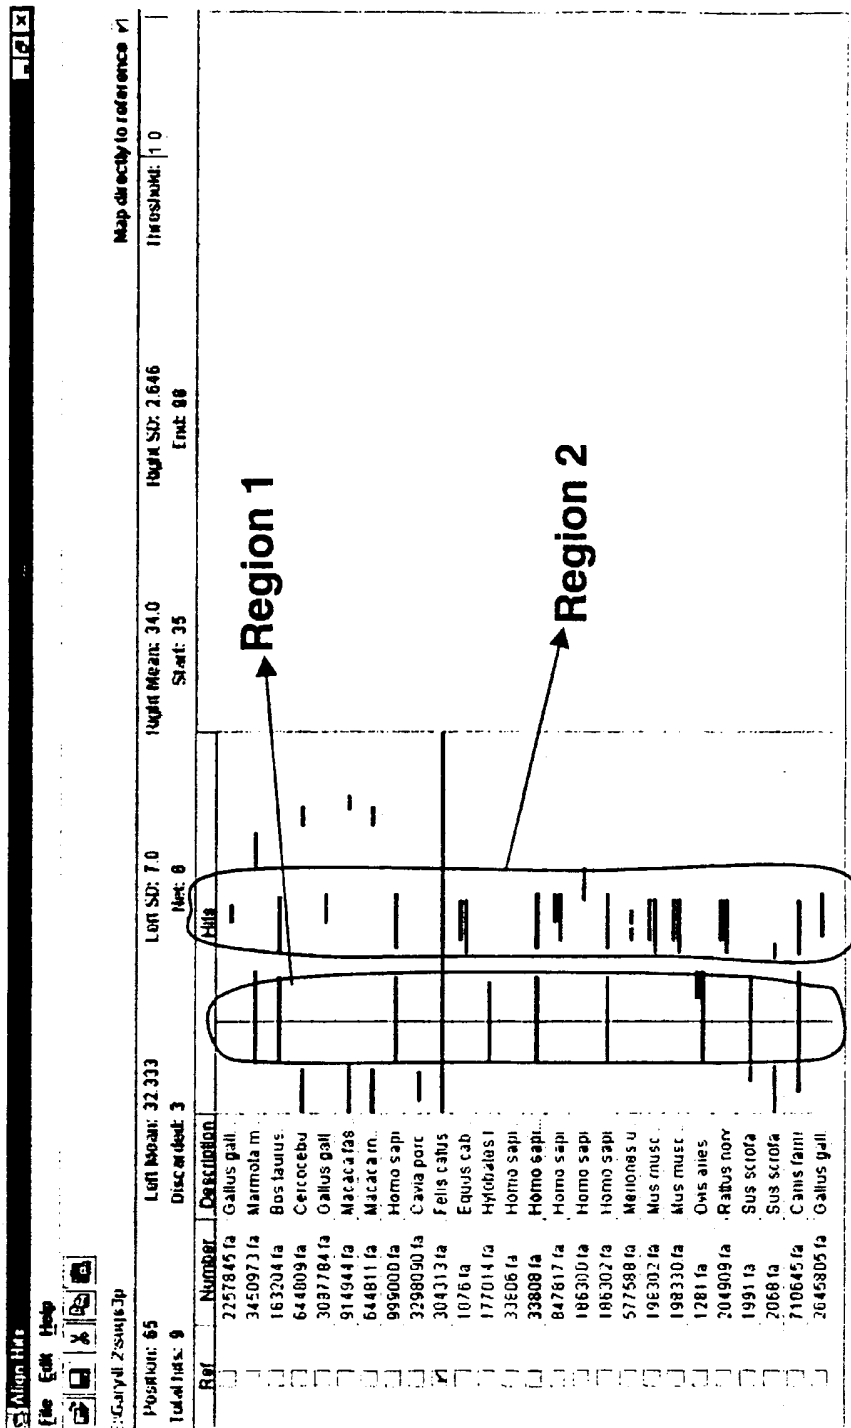 Align Hits
File Edit Help
Map directly to reference
Position: 65 Left Mean: 32.333 Left SD: 7.0 Right Mean: 34.0 Right SD: 2.646 Threshold: 1 0
Total hits: 9 Discarded: 3 Net: 6 Start: 35 End: 98
Ref Number Description Hits
2257845 fa Gallus gall...
3450973 fa Marmota m...
163204 fa Bos taurus...
644809 fa Cercocebu...
3087784 fa Gallus gall...
914944 fa Macaca fas...
644811 fa Macaca m...
999000 fa Homo sapi...
3298090 fa Cavia porc...
304313 fa Felis catus
1076 fa Equus cab...
177014 fa Hylobates l...
33806 fa Homo sapi...
33808 fa Homo sapi...
847817 fa Homo sapi...
186300 fa Homo sapi...
186302 fa Homo sapi...
577588 fa Meriones u...
196302 fa Mus musc...
198330 fa Mus musc...
1281 fa Ovis aries
204909 fa Rattus norv...
1991 fa Sus scrofa
2068 fa Sus scrofa
710645 fa Canis fami...
2645805 fa Gallus gall...
Region 1
Region 2